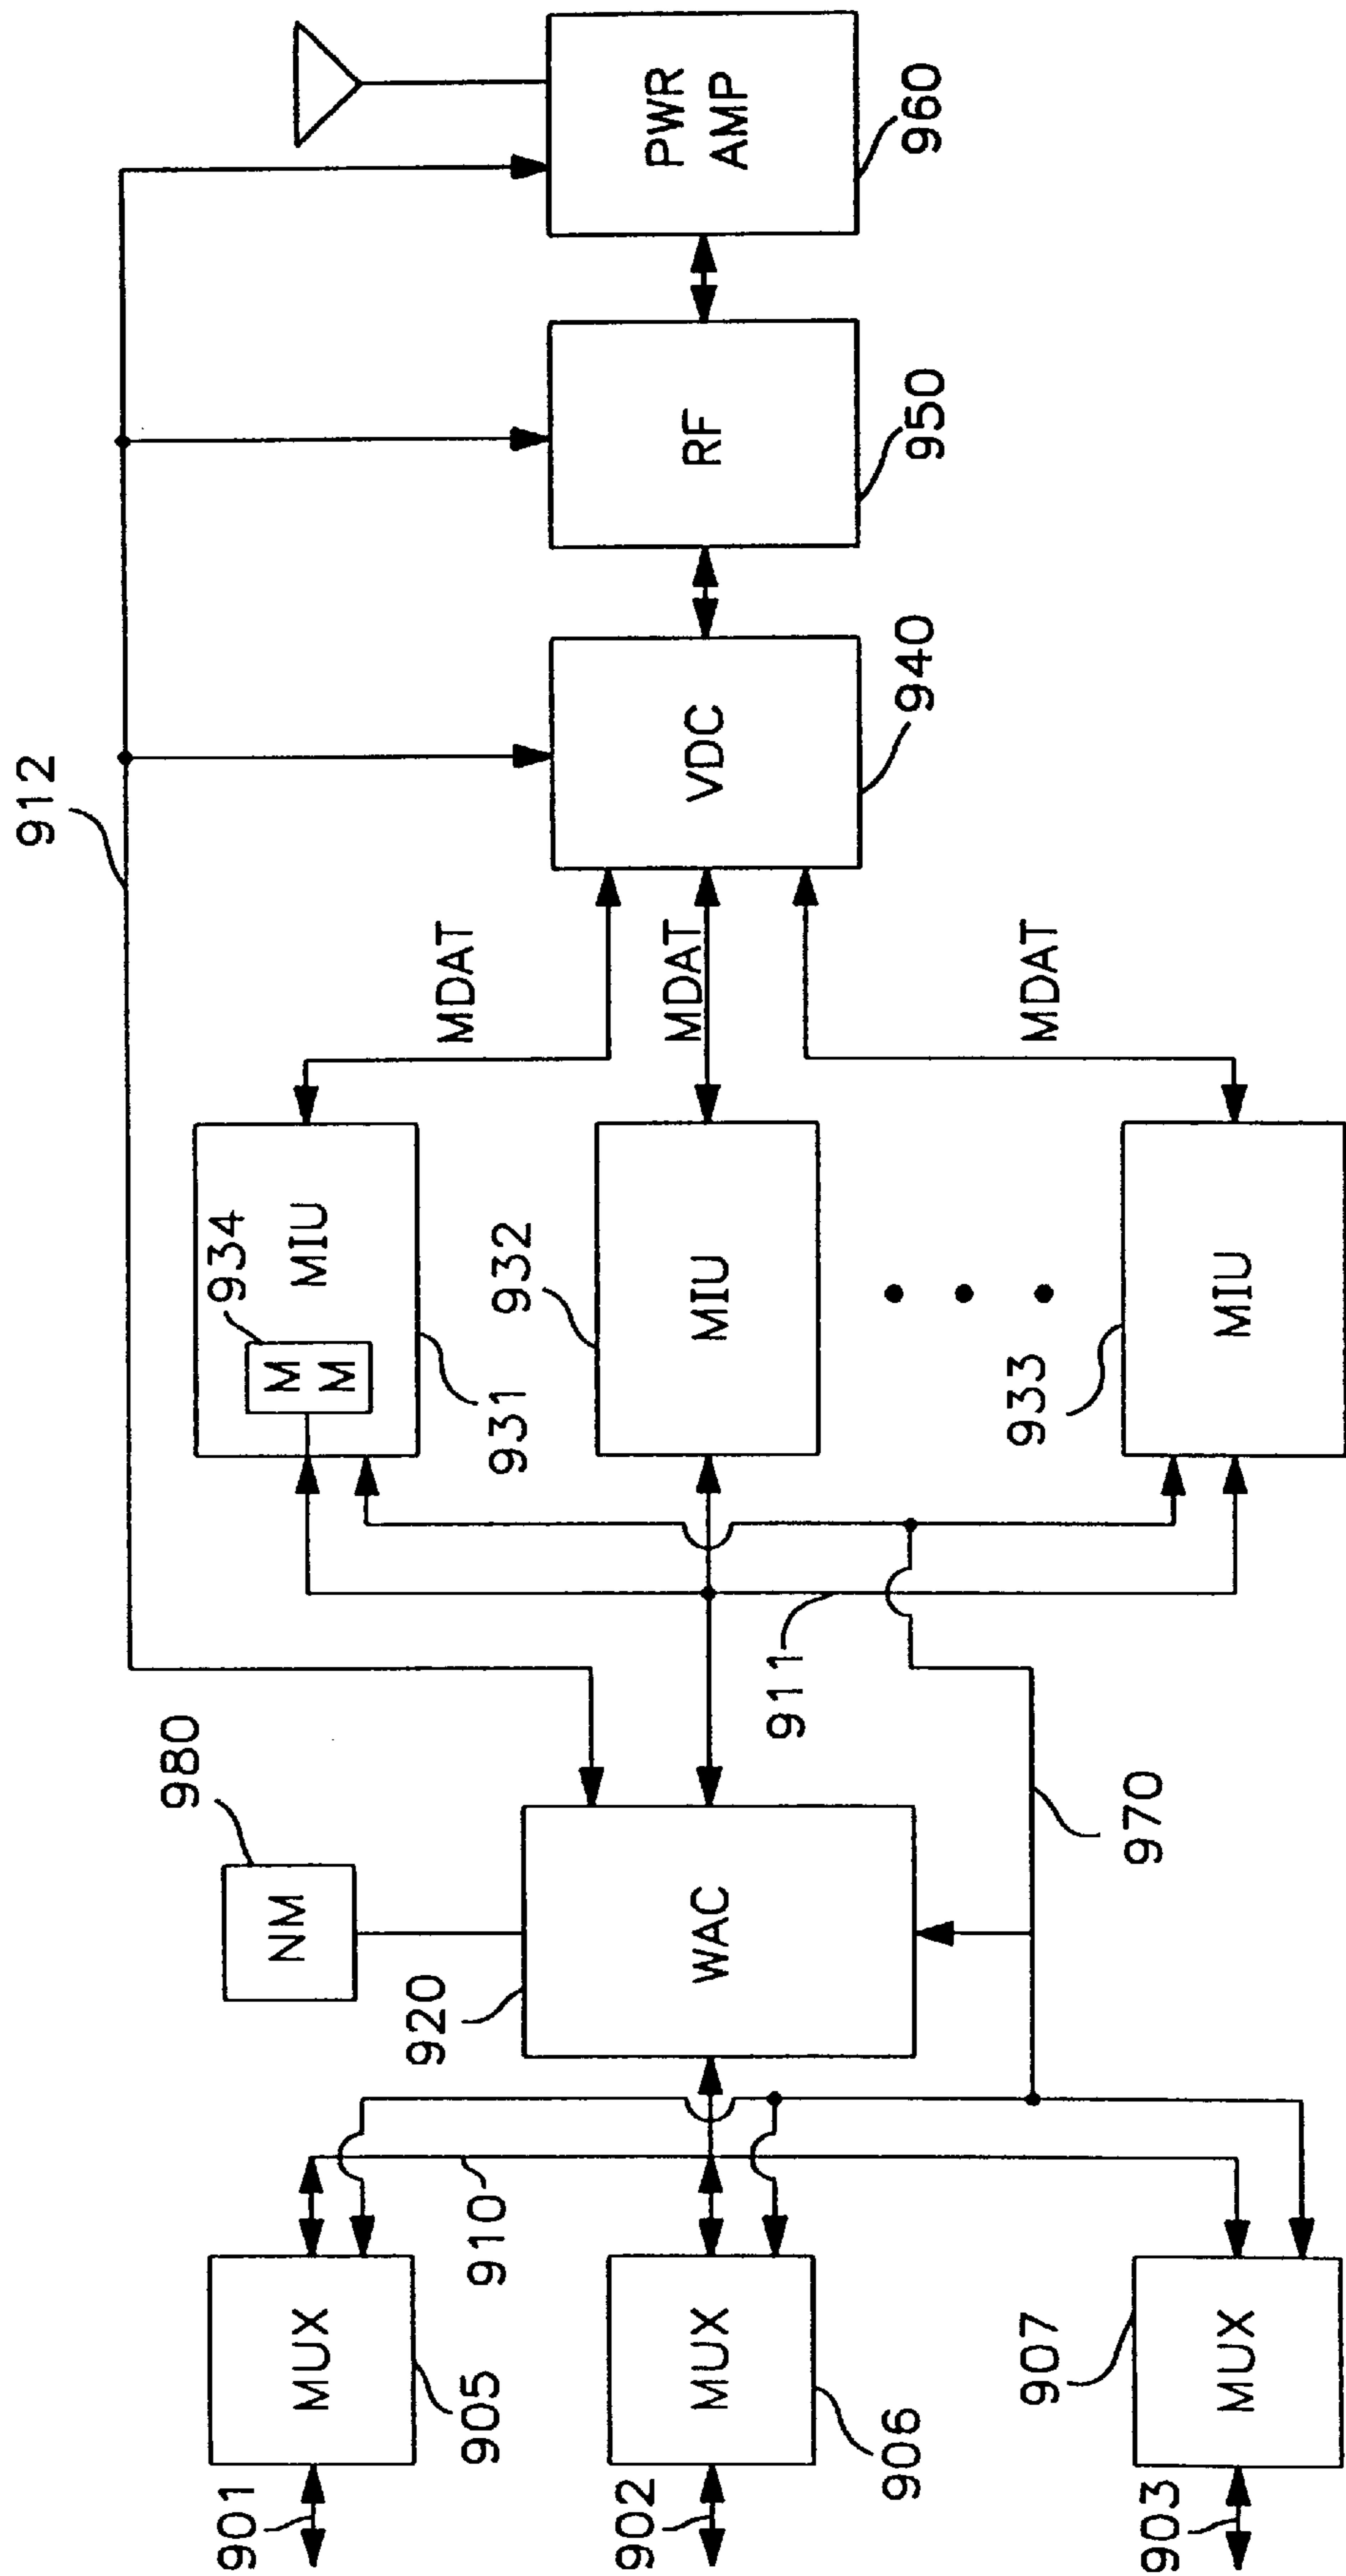 912
980
934
M
M
MIU
931
MDAT
PWR
AMP
960
901
MUX
905
910
NM
920
WAC
932
MIU
MDAT
VDC
940
RF
950
902
MUX
906
911
970
903
907
MUX
933
MIU
MDAT